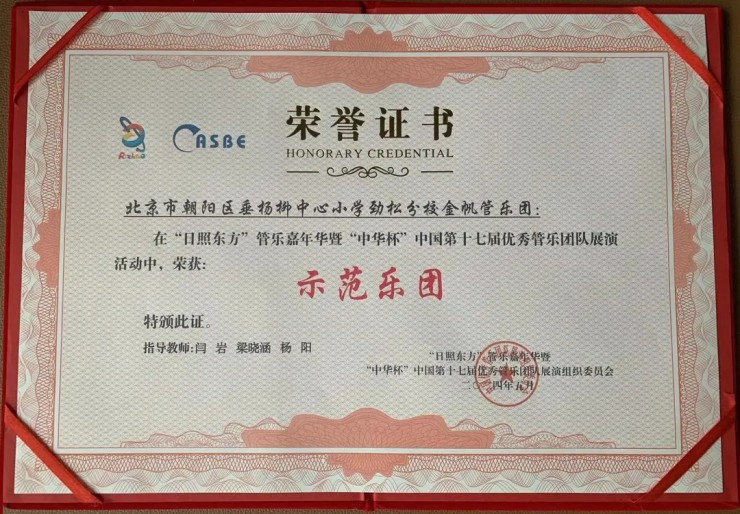 Rizhao
CASBE
荣誉证书
HONORARY CREDENTIAL
北京市朝阳区垂杨柳中心小学劲松分校金帆管乐团：
在“日照东方”管乐嘉年华暨“中华杯”中国第十七届优秀管乐团队展演
活动中，荣获：
示范乐团
特颁此证。
指导教师:闫 岩 梁晓涵 杨 阳
“日照东方”管乐嘉年华暨
“中华杯”中国第十七届优秀管乐团队展演组织委员会
二〇二四年五月